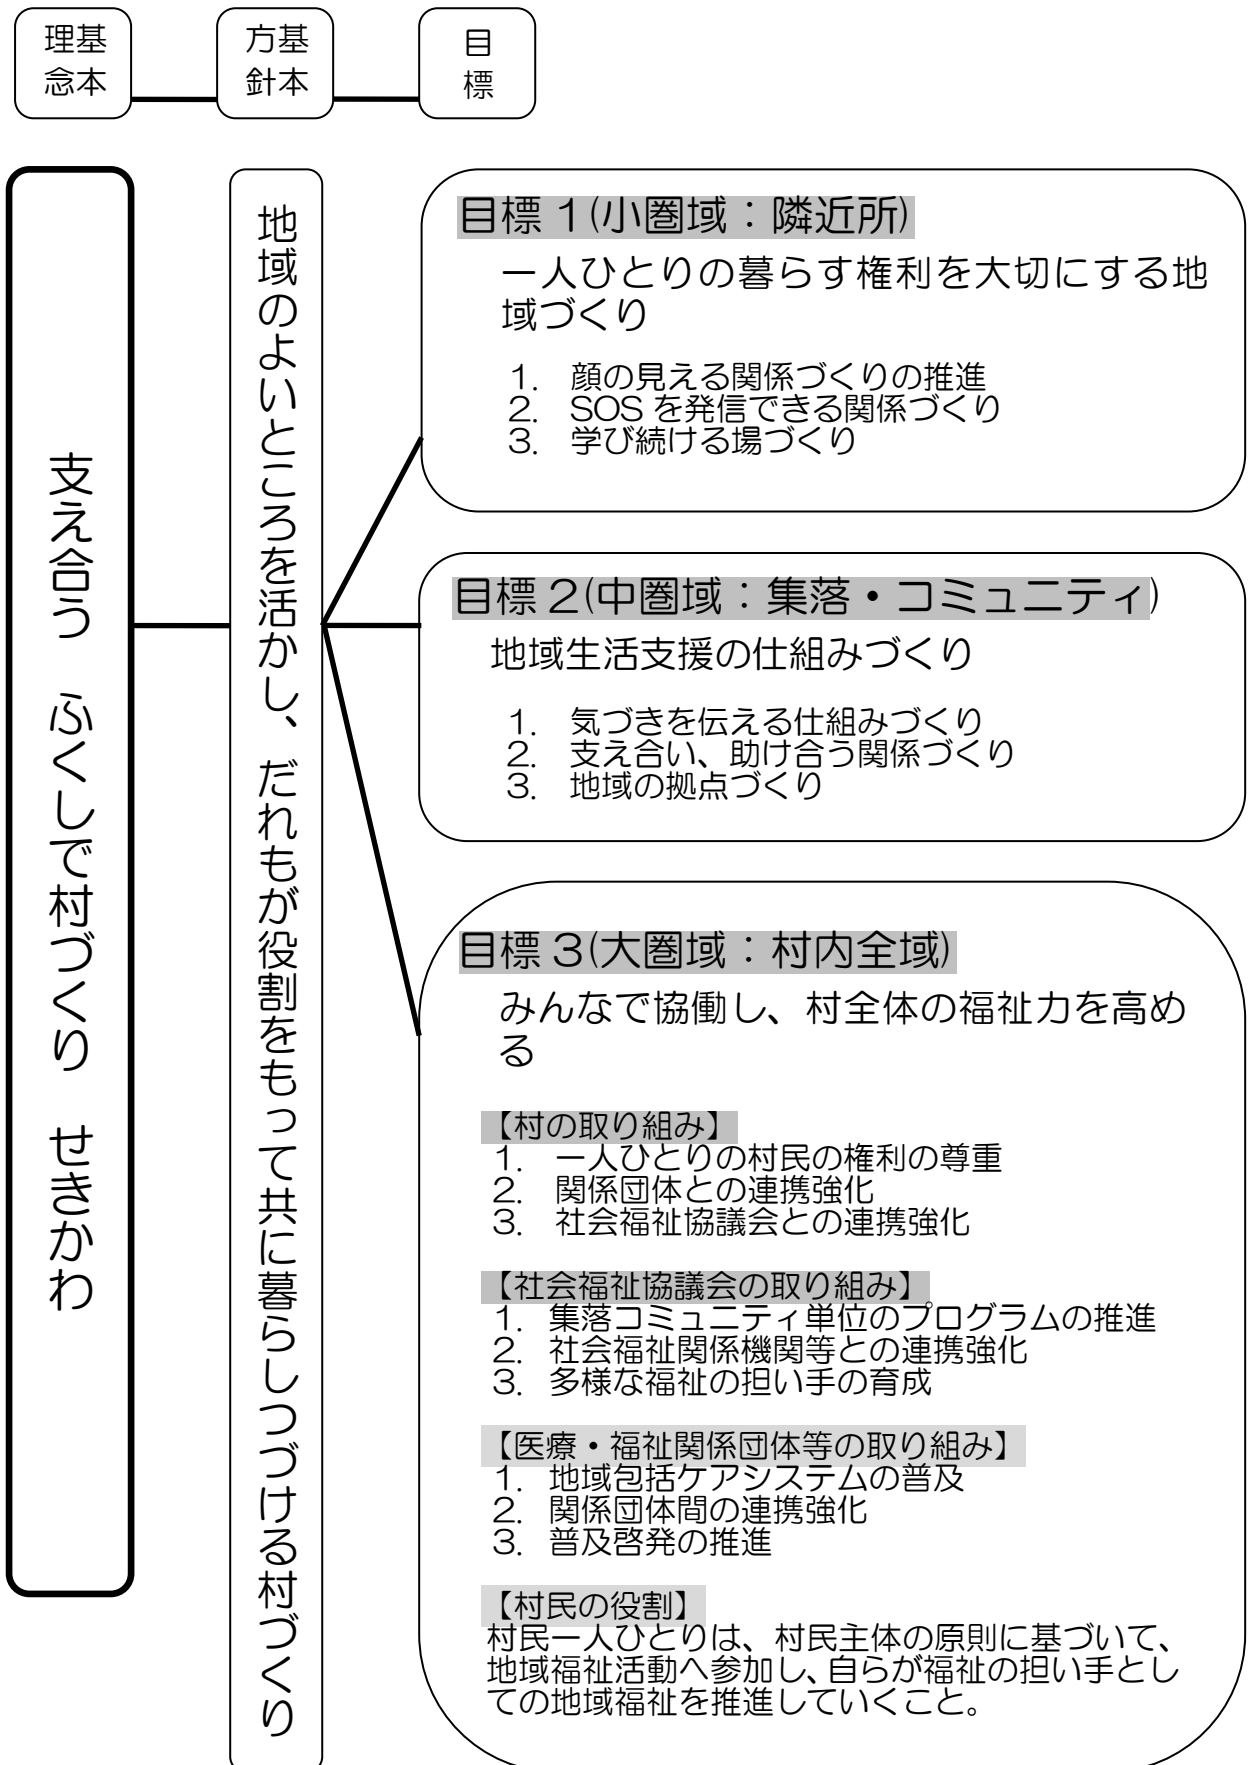 基本
理念
基本
方針
目
標
支え合う　ふくしで村づくり　せきかわ
地域のよいところを活かし、だれもが役割をもって共に暮らしつづける村づくり
目標１(小圏域：隣近所)
一人ひとりの暮らす権利を大切にする地
域づくり
1.　顔の見える関係づくりの推進
2.　SOS を発信できる関係づくり
3.　学び続ける場づくり
目標２(中圏域：集落・コミュニティ)
地域生活支援の仕組みづくり
1.　気づきを伝える仕組みづくり
2.　支え合い、助け合う関係づくり
3.　地域の拠点づくり
目標３(大圏域：村内全域)
みんなで協働し、村全体の福祉力を高め
る
【村の取り組み】
1.　一人ひとりの村民の権利の尊重
2.　関係団体との連携強化
3.　社会福祉協議会との連携強化
【社会福祉協議会の取り組み】
1.　集落コミュニティ単位のプログラムの推進
2.　社会福祉関係機関等との連携強化
3.　多様な福祉の担い手の育成
【医療・福祉関係団体等の取り組み】
1.　地域包括ケアシステムの普及
2.　関係団体間の連携強化
3.　普及啓発の推進
【村民の役割】
村民一人ひとりは、村民主体の原則に基づいて、
地域福祉活動へ参加し、自らが福祉の担い手とし
ての地域福祉を推進していくこと。